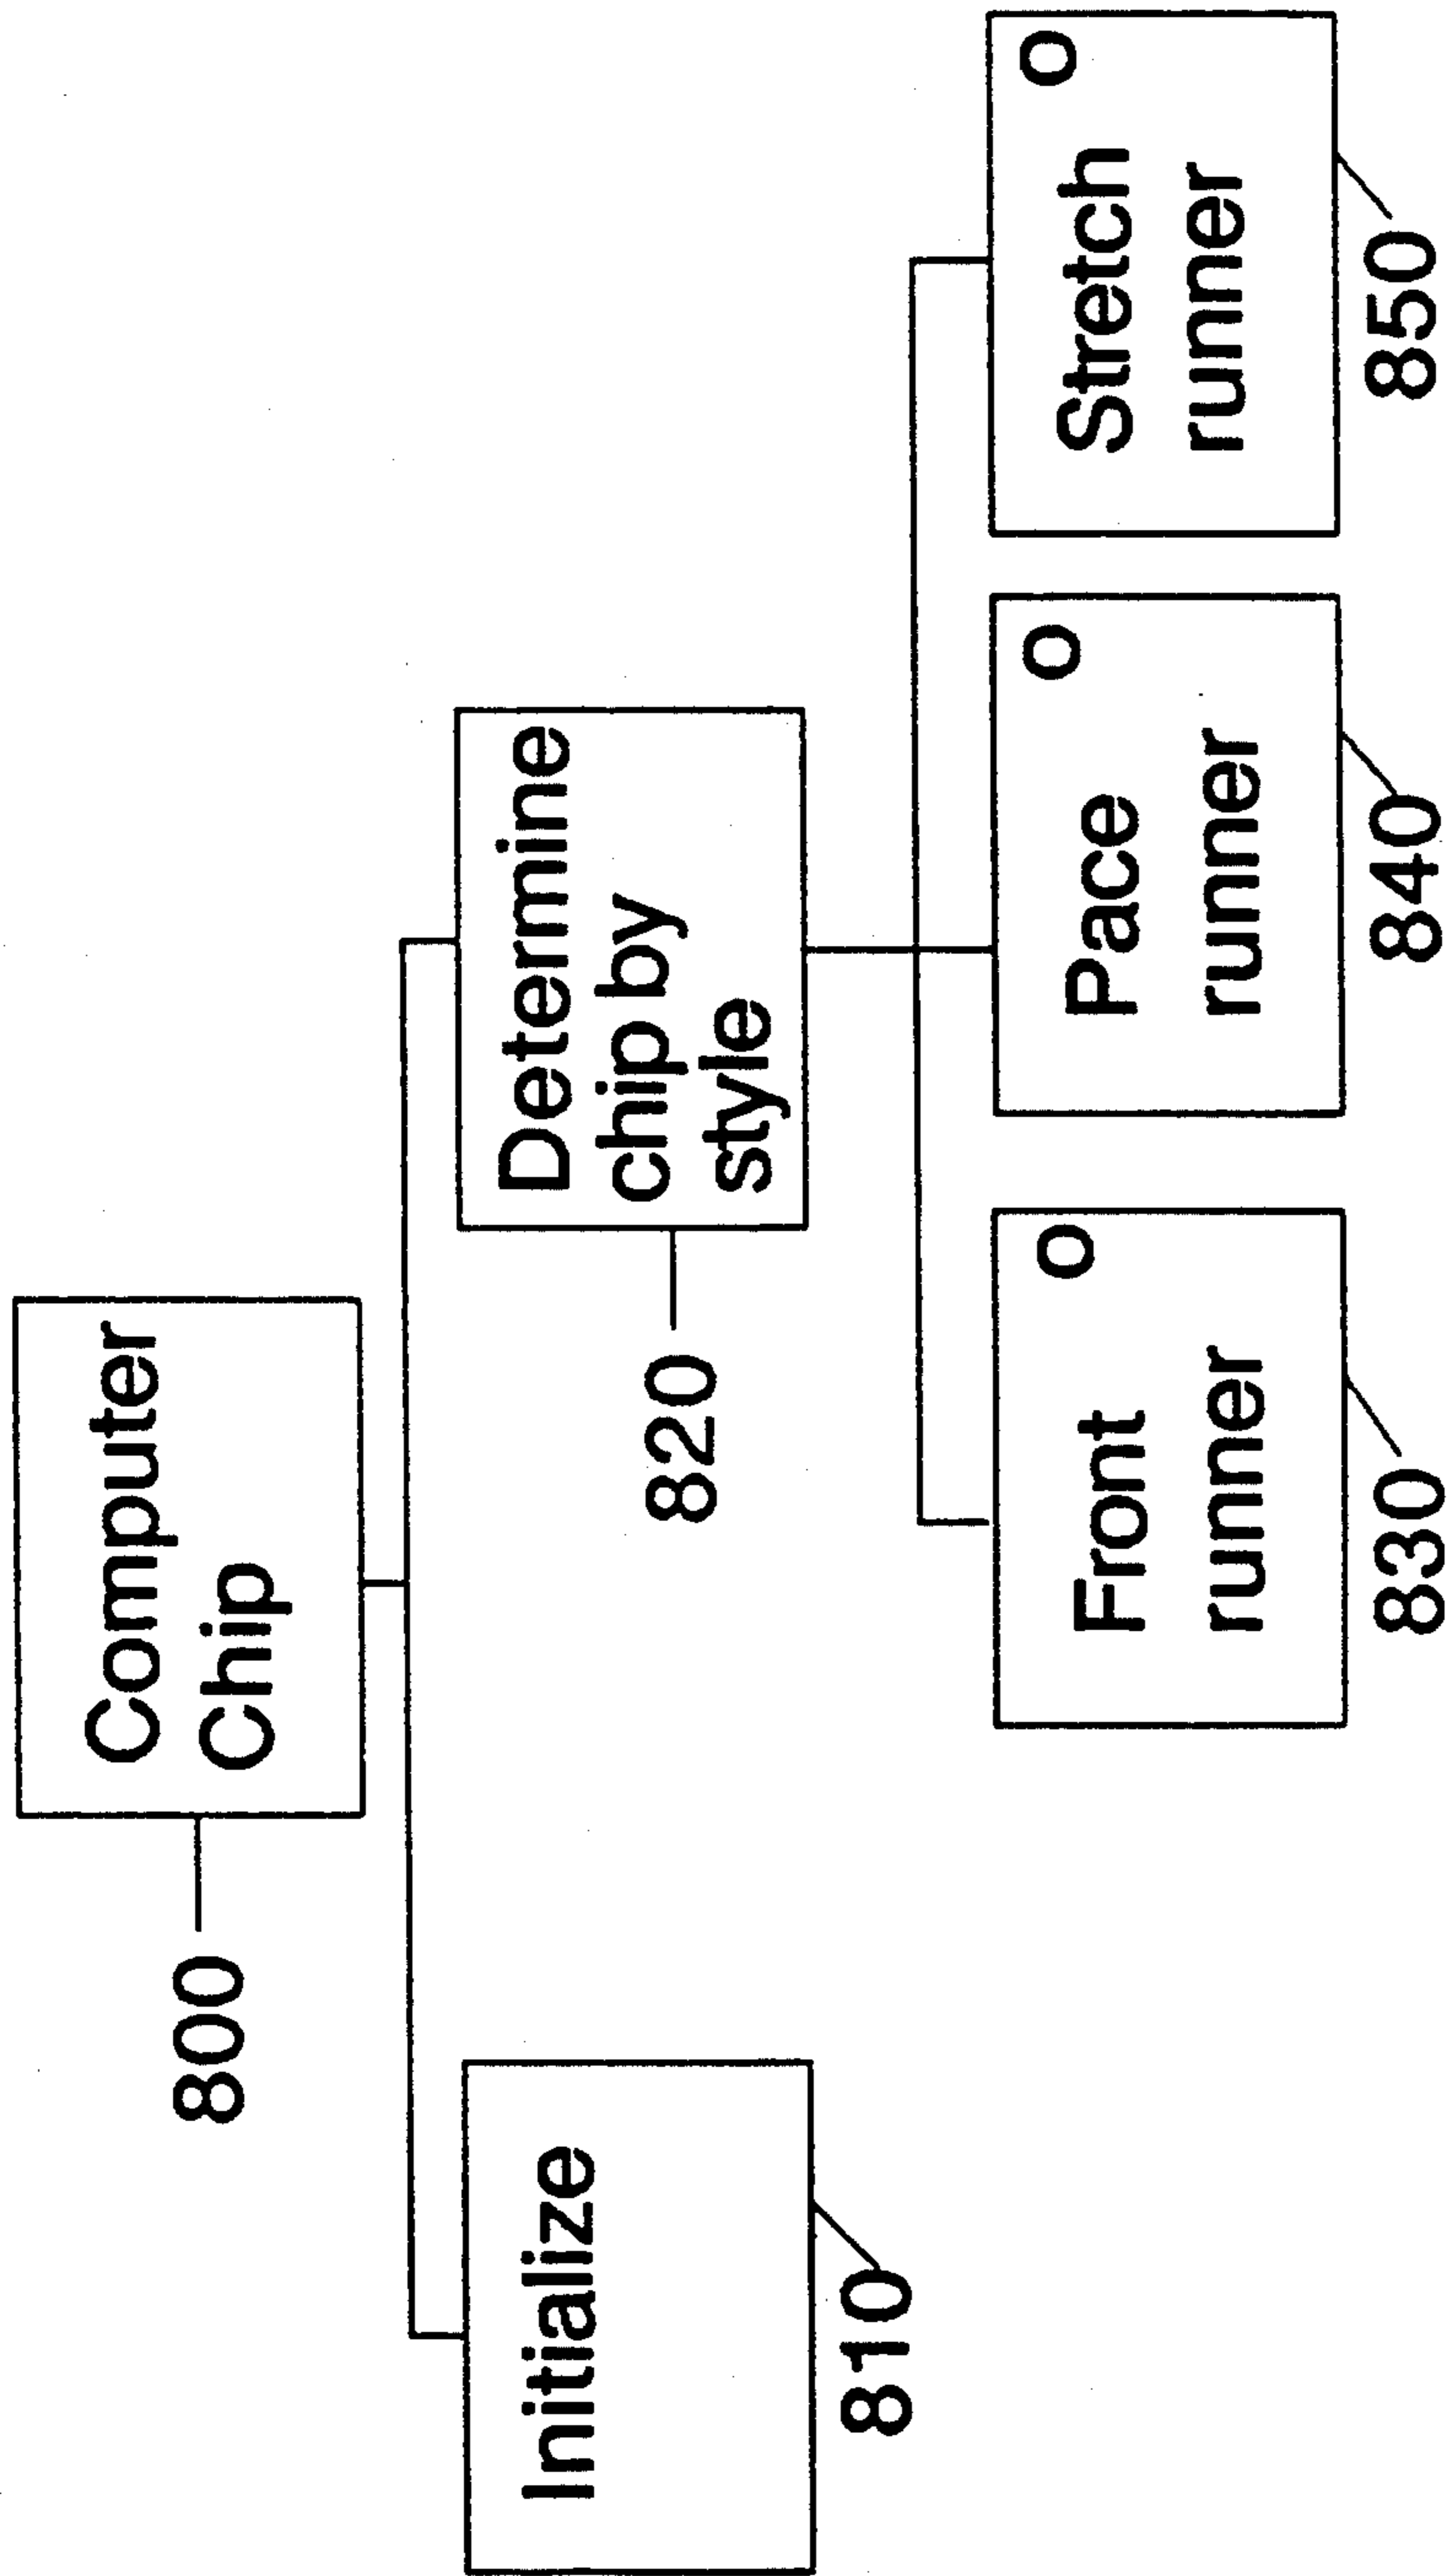 Computer
Chip
800
Initialize
810
Determine
chip by
style
820
Front
runner
O
830
Pace
runner
O
840
Stretch
runner
O
850